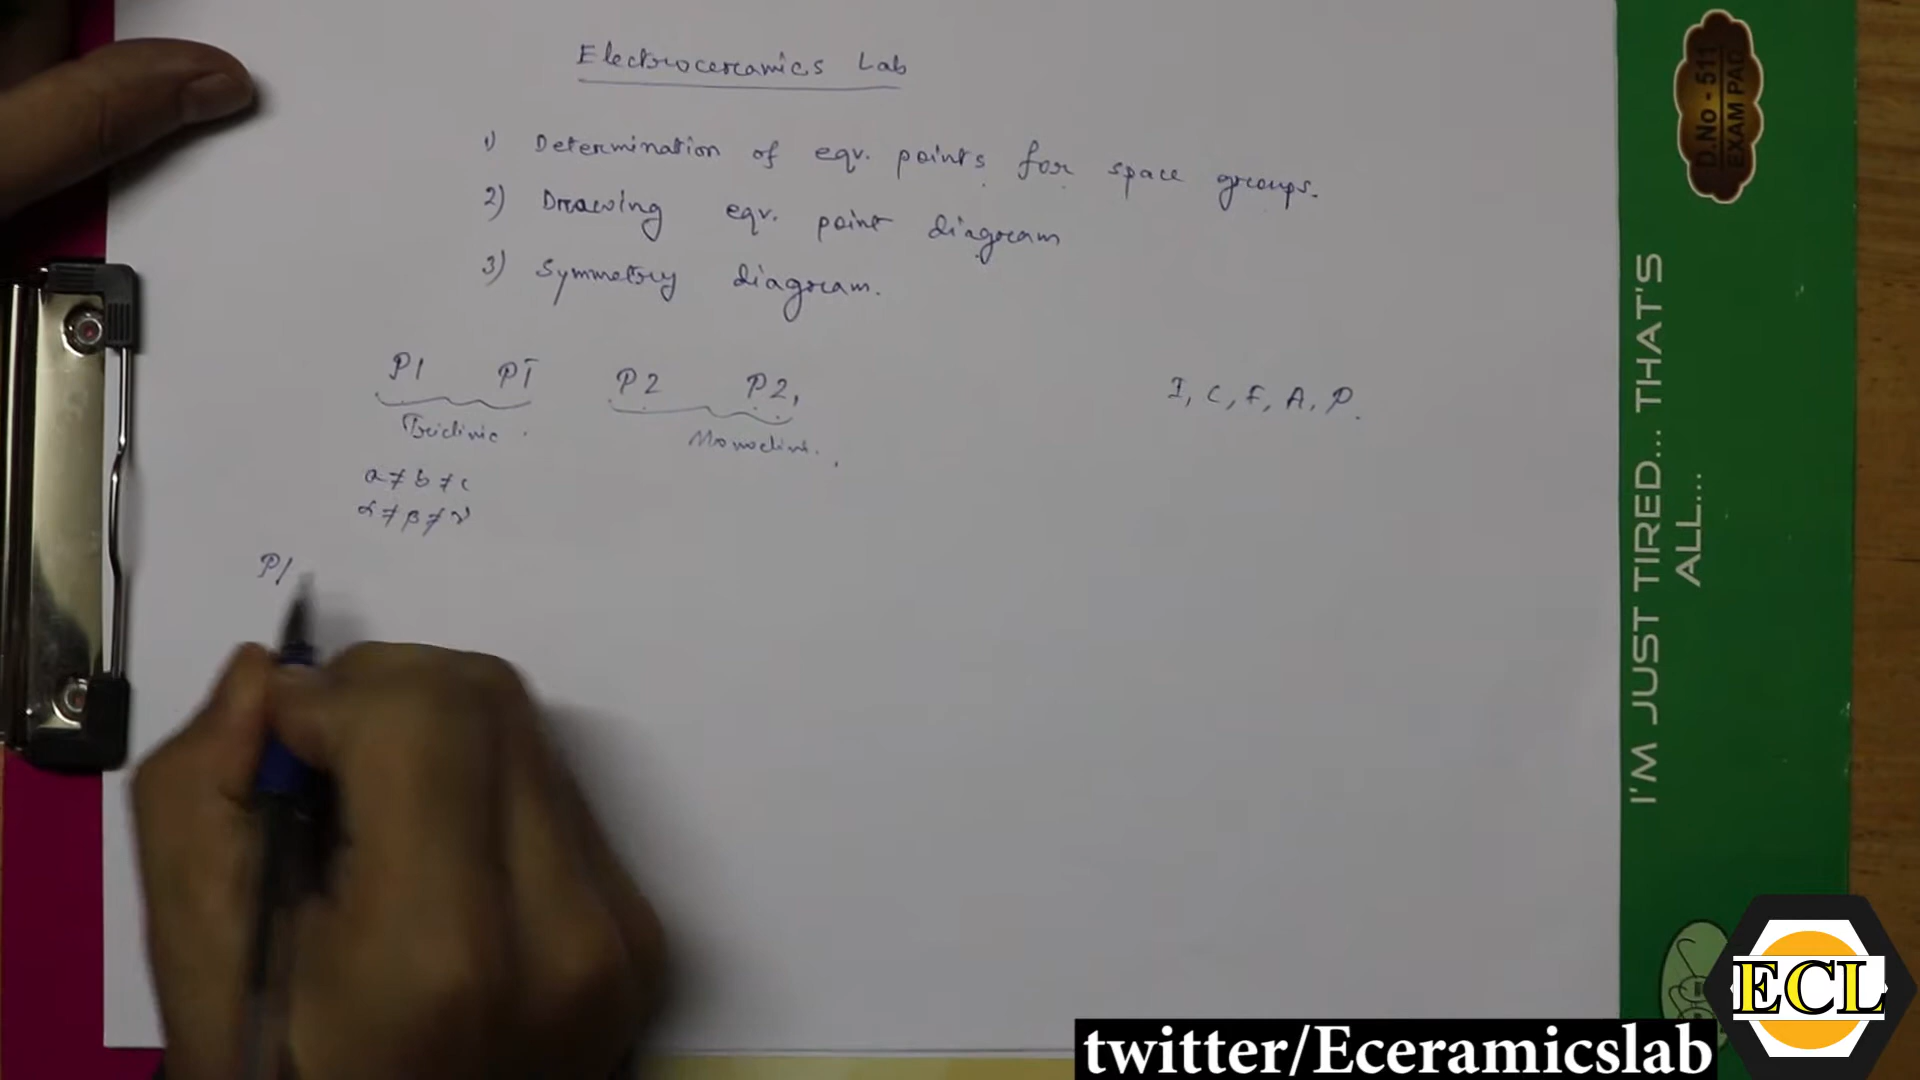 Electroceramics Lab
1) Determination of eqv. points for space groups.
2) Drawing eqv. point diagram
3) Symmetry diagram.
P1 P1̅ P2 P2₁ I, C, F, A, P.
Triclinic. Monoclini.
a ≠ b ≠ c
α ≠ β ≠ γ
P1
D.No - 511
EXAM PAD
I'M JUST TIRED... THAT'S
ALL...
ECL
twitter/Eceramicslab